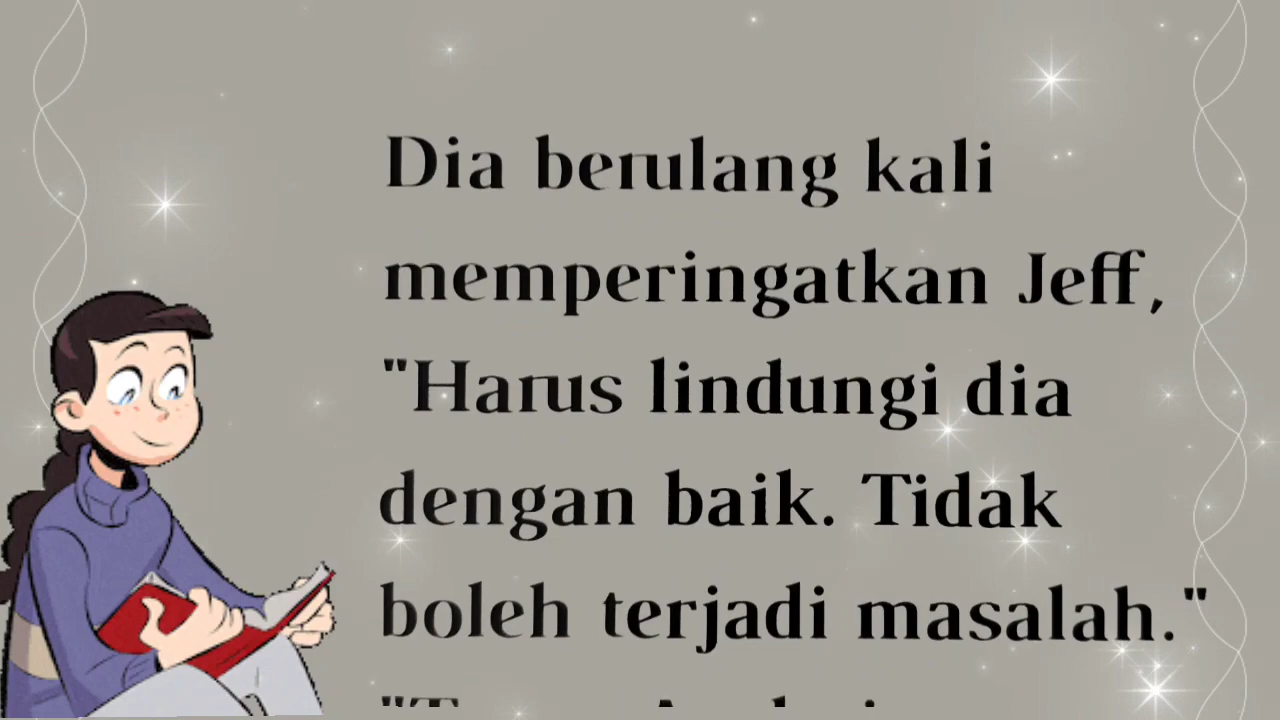 Dia berulang kali
memperingatkan Jeff,
"Harus lindungi dia
dengan baik. Tidak
boleh terjadi masalah."